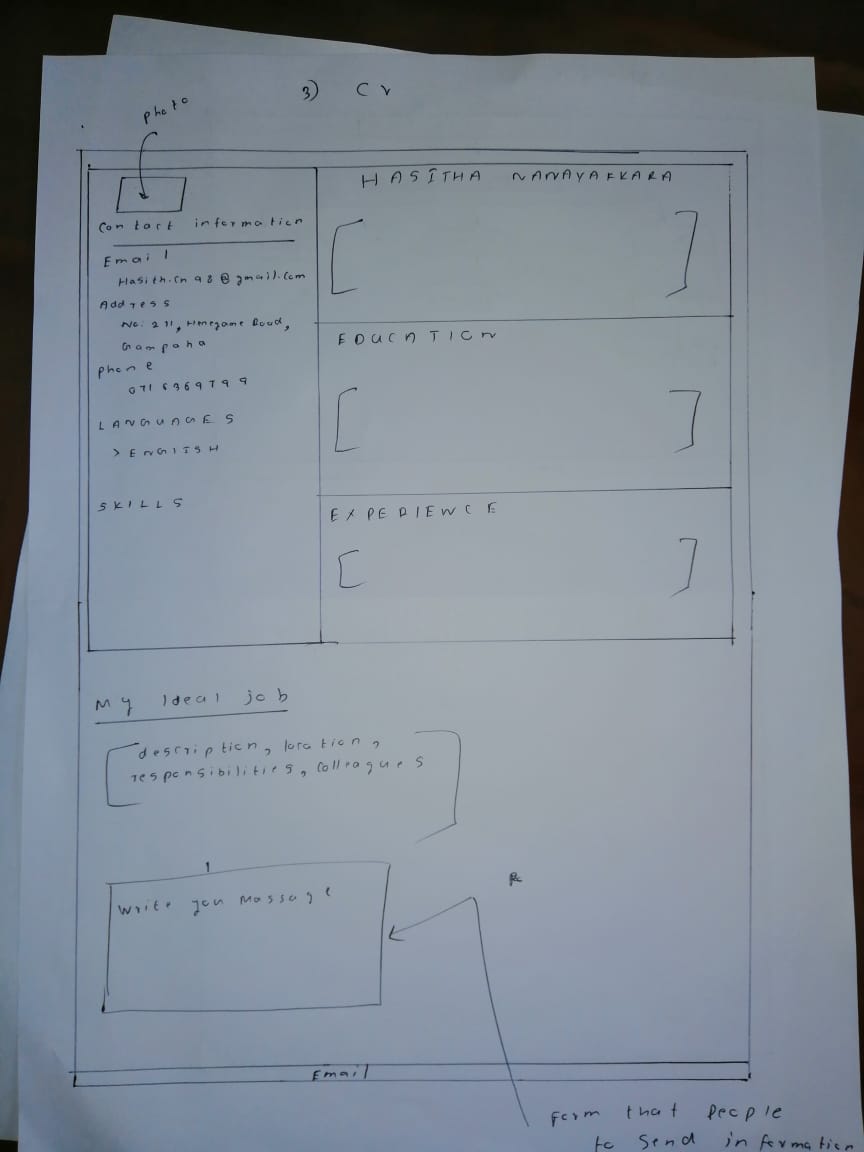 3) CV
photo
Contact information
Email
Hasith.cn98@gmail.com
Address
No: 211, Henegama Road,
Gampaha
phone
0716369799
LANGUAGES
> ENGLISH
SKILLS
HASITHA NANAYAKKARA
EDUCATION
EXPERIENCE
My Ideal job
description, location,
responsibilities, colleagues
write you massage
Email
Form that people
to send information